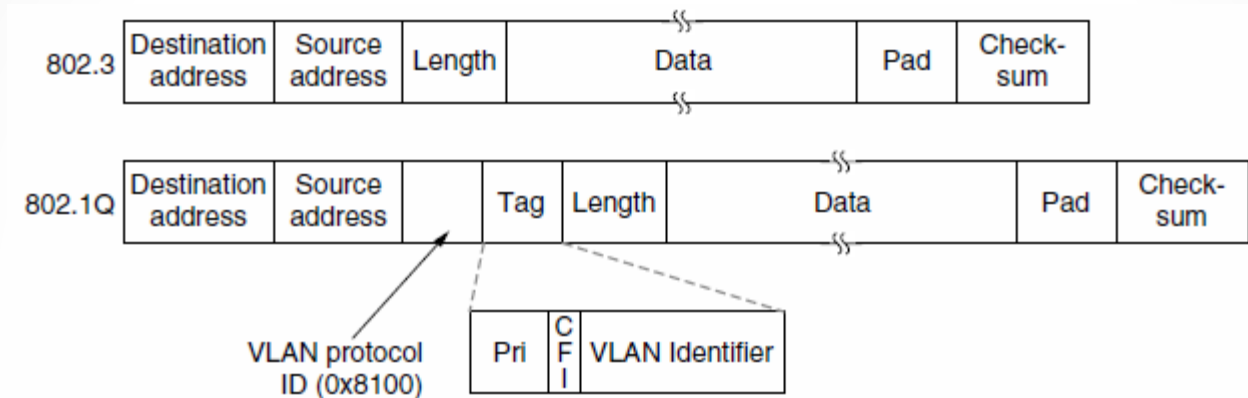 802.3
Destination
address
Source
address
Length
Data
Pad
Check-
sum
802.1Q
Destination
address
Source
address
Tag
Length
Data
Pad
Check-
sum
VLAN protocol
ID (0x8100)
Pri
C
F
I
VLAN Identifier